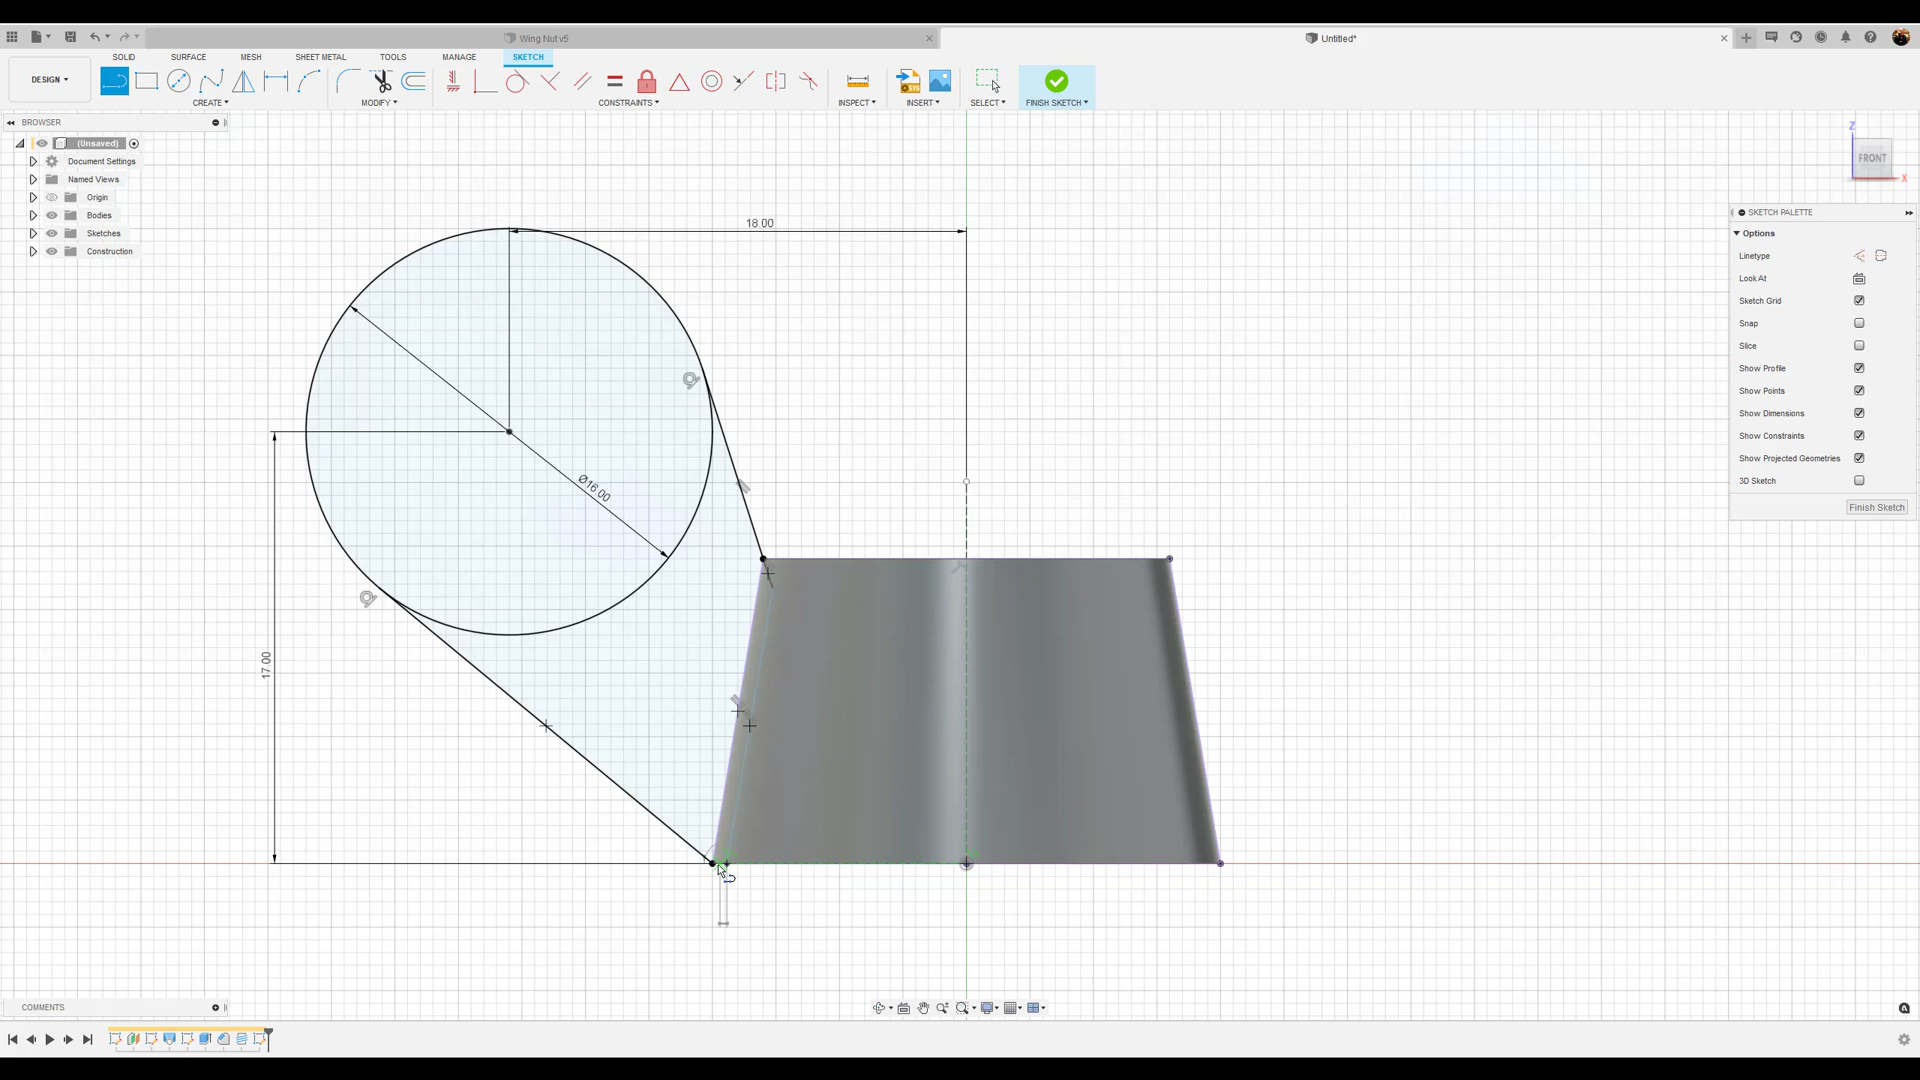 Wing Nut v5
Untitled*
SOLID SURFACE MESH SHEET METAL TOOLS MANAGE SKETCH
DESIGN
CREATE MODIFY CONSTRAINTS INSPECT INSERT SELECT FINISH SKETCH
BROWSER
(Unsaved)
Document Settings
Named Views
Origin
Bodies
Sketches
Construction
Z
FRONT
X
SKETCH PALETTE
Options
Linetype
Look At
Sketch Grid
Snap
Slice
Show Profile
Show Points
Show Dimensions
Show Constraints
Show Projected Geometries
3D Sketch
Finish Sketch
18.00
Ø16.00
17.00
COMMENTS